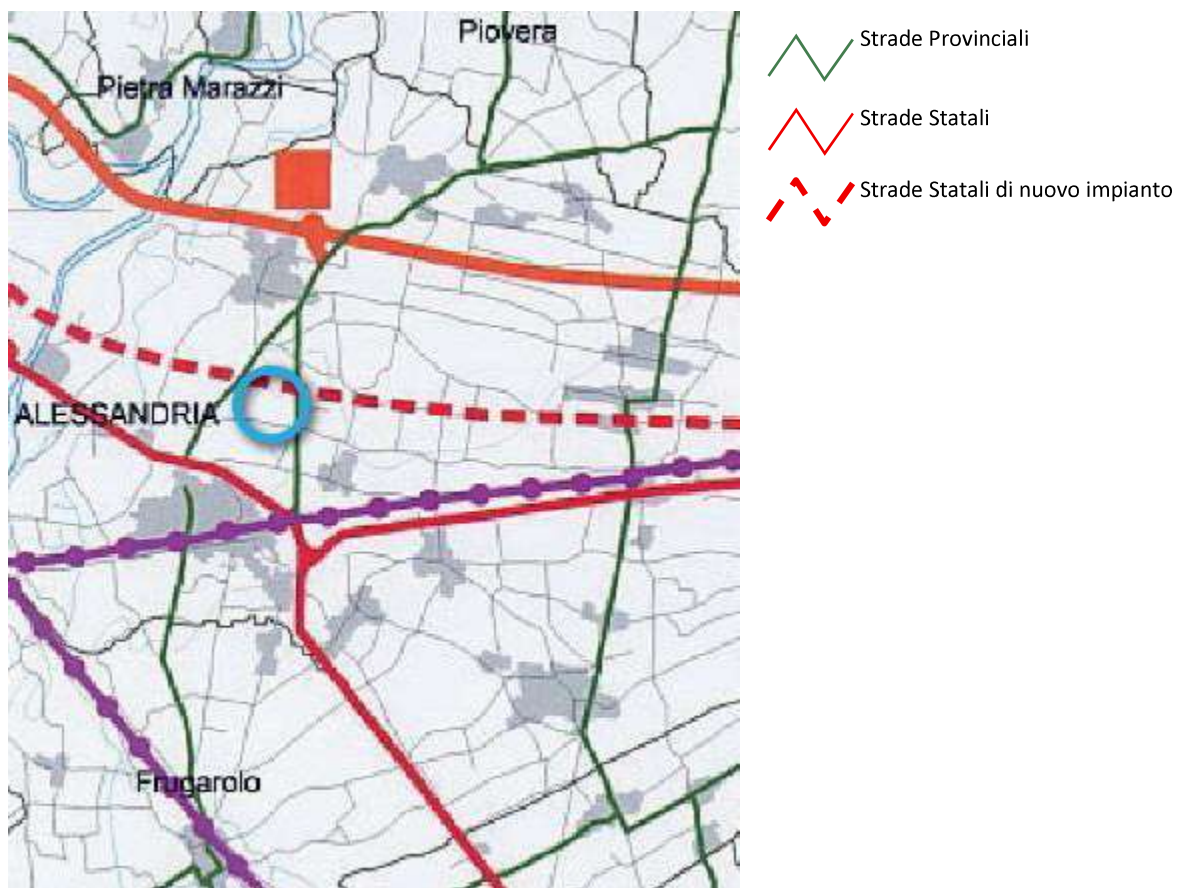 Piovera
Pietra Marazzi
ALESSANDRIA
Frugarolo
Strade Provinciali
Strade Statali
Strade Statali di nuovo impianto